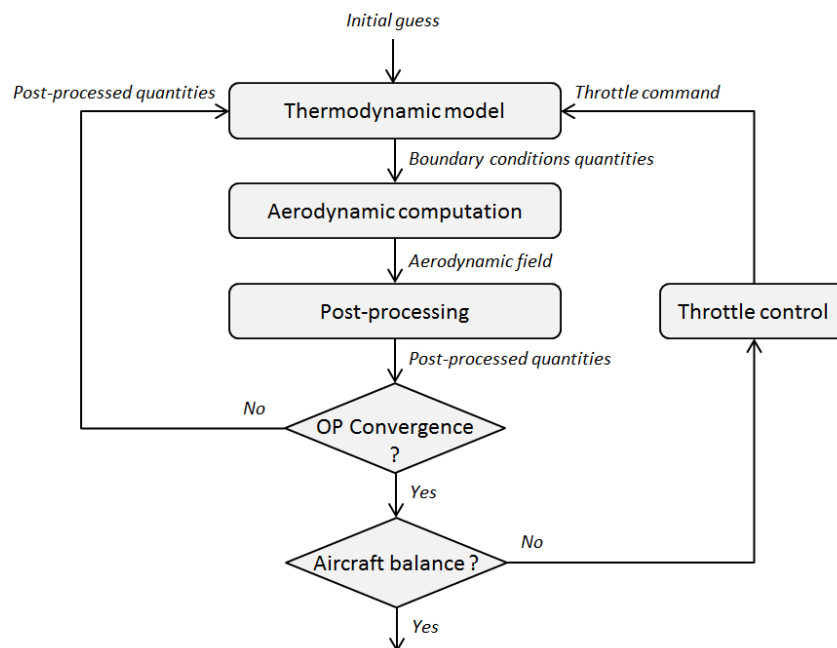 Initial guess
Post-processed quantities
Throttle command
Thermodynamic model
Boundary conditions quantities
Aerodynamic computation
Aerodynamic field
Post-processing
Throttle control
Post-processed quantities
No
OP Convergence
?
Yes
No
Aircraft balance ?
Yes